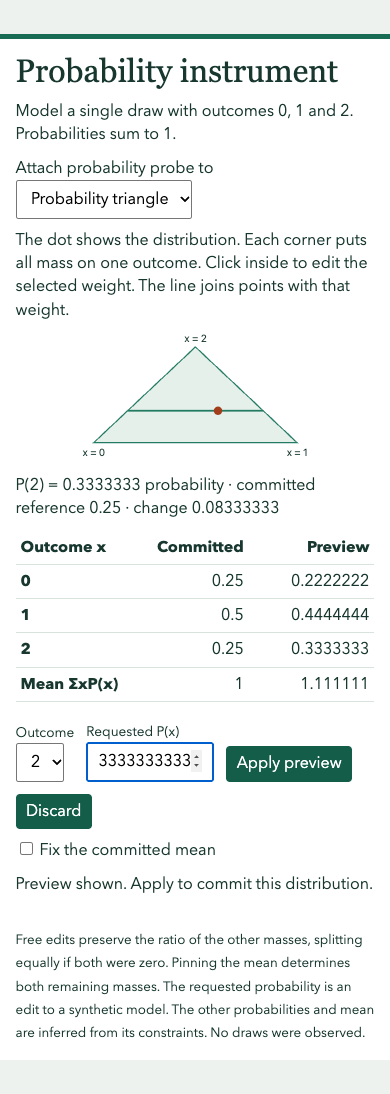 Probability instrument
Model a single draw with outcomes 0, 1 and 2.
Probabilities sum to 1.
Attach probability probe to
Probability triangle
The dot shows the distribution. Each corner puts
all mass on one outcome. Click inside to edit the
selected weight. The line joins points with that
weight.
x = 2
x = 0
x = 1
P(2) = 0.3333333 probability · committed
reference 0.25 · change 0.08333333
Outcome x Committed Preview
0 0.25 0.2222222
1 0.5 0.4444444
2 0.25 0.3333333
Mean ΣxP(x) 1 1.111111
Outcome Requested P(x)
2 3333333333 Apply preview
Discard
Fix the committed mean
Preview shown. Apply to commit this distribution.
Free edits preserve the ratio of the other masses, splitting
equally if both were zero. Pinning the mean determines
both remaining masses. The requested probability is an
edit to a synthetic model. The other probabilities and mean
are inferred from its constraints. No draws were observed.